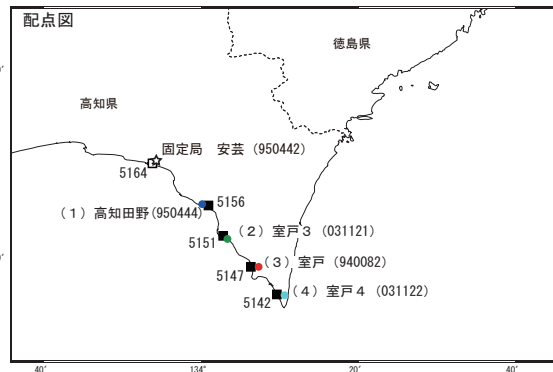 配点図
徳島県
高知県
固定局 安芸 (950442)
5164
5156
(1) 高知田野(950444)
5151
(2) 室戸3 (031121)
(3) 室戸 (940082)
5147
(4) 室戸4 (031122)
5142
40′ 134° 20′ 40′